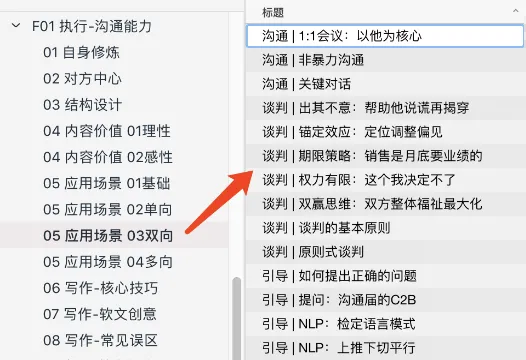 F01 执行-沟通能力
01 自身修炼
02 对方中心
03 结构设计
04 内容价值 01理性
04 内容价值 02感性
05 应用场景 01基础
05 应用场景 02单向
05 应用场景 03双向
05 应用场景 04多向
06 写作-核心技巧
07 写作-软文创意
08 写作-常见误区
标题
沟通 | 1:1会议：以他为核心
沟通 | 非暴力沟通
沟通 | 关键对话
谈判 | 出其不意：帮助他说谎再揭穿
谈判 | 锚定效应：定位调整偏见
谈判 | 期限策略：销售是月底要业绩的
谈判 | 权力有限：这个我决定不了
谈判 | 双赢思维：双方整体福祉最大化
谈判 | 谈判的基本原则
谈判 | 原则式谈判
引导 | 如何提出正确的问题
引导 | 提问：沟通届的C2B
引导 | NLP：检定语言模式
引导 | NLP：上推下切平行